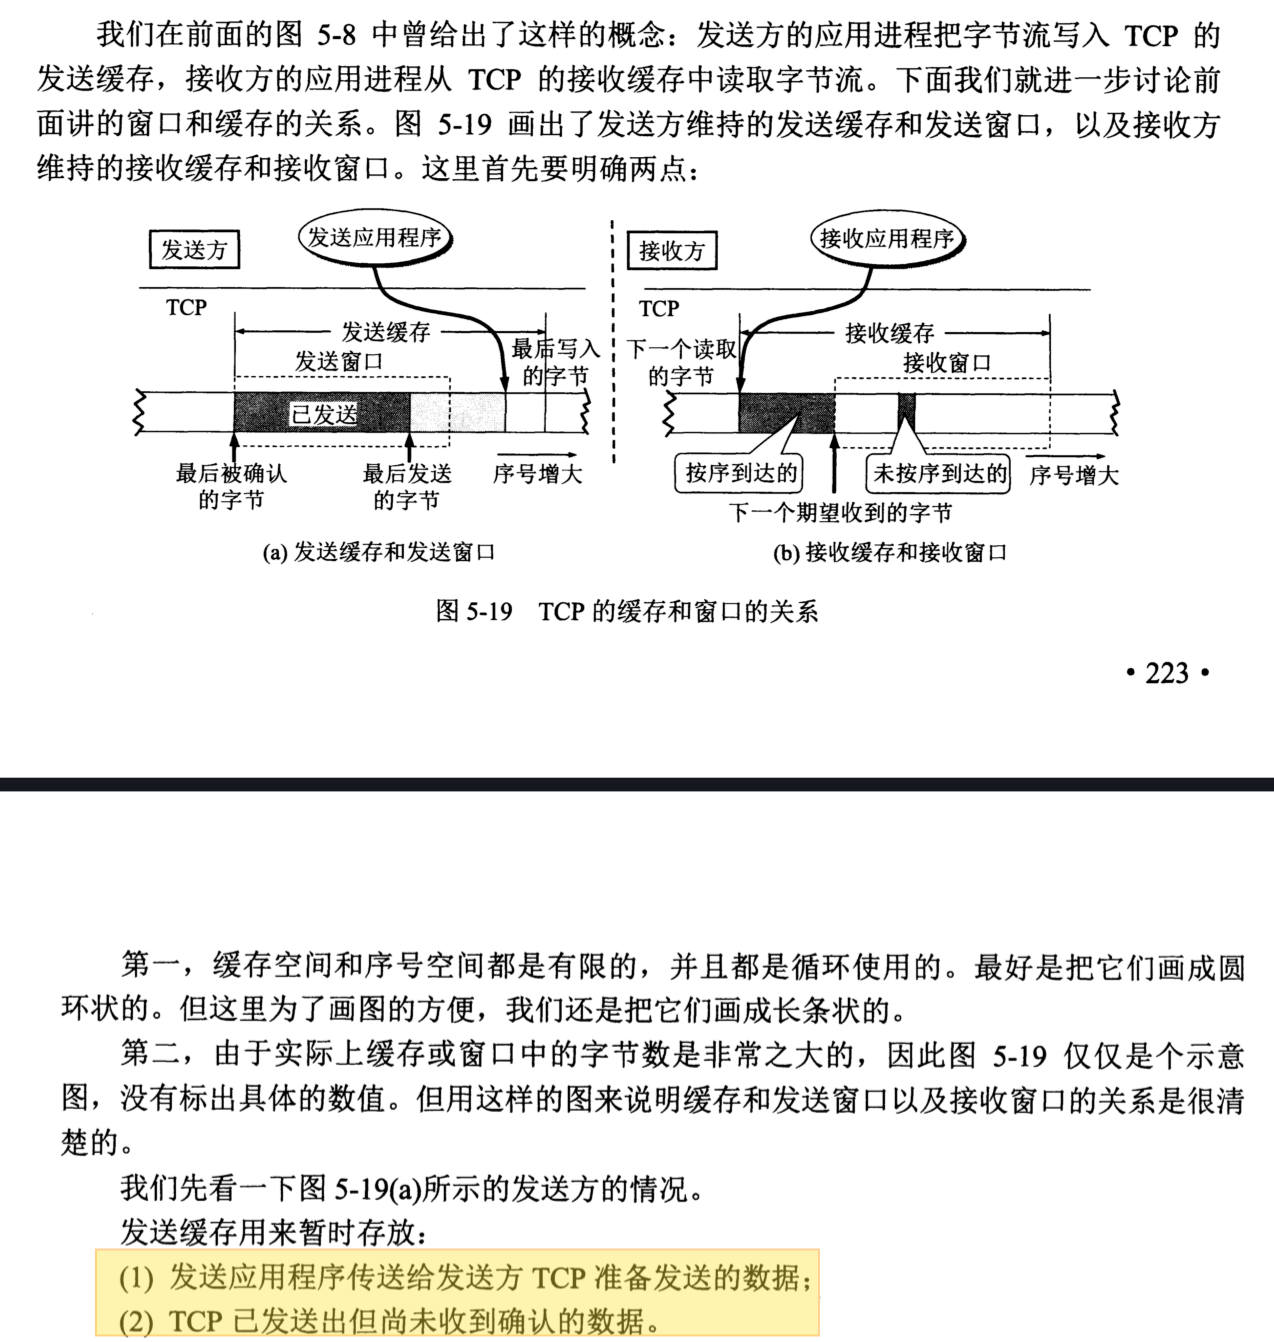 我们在前面的图 5-8 中曾给出了这样的概念：发送方的应用进程把字节流写入 TCP 的
发送缓存，接收方的应用进程从 TCP 的接收缓存中读取字节流。下面我们就进一步讨论前
面讲的窗口和缓存的关系。图 5-19 画出了发送方维持的发送缓存和发送窗口，以及接收方
维持的接收缓存和接收窗口。这里首先要明确两点：
发送方
发送应用程序
TCP
发送缓存
发送窗口
最后写入
的字节
已发送
最后被确认
的字节
最后发送
的字节
序号增大
(a) 发送缓存和发送窗口
接收方
接收应用程序
TCP
下一个读取
的字节
接收缓存
接收窗口
按序到达的
未按序到达的
序号增大
下一个期望收到的字节
(b) 接收缓存和接收窗口
图 5-19 TCP 的缓存和窗口的关系
• 223 •
第一，缓存空间和序号空间都是有限的，并且都是循环使用的。最好是把它们画成圆
环状的。但这里为了画图的方便，我们还是把它们画成长条状的。
第二，由于实际上缓存或窗口中的字节数是非常之大的，因此图 5-19 仅仅是个示意
图，没有标出具体的数值。但用这样的图来说明缓存和发送窗口以及接收窗口的关系是很清
楚的。
我们先看一下图 5-19(a)所示的发送方的情况。
发送缓存用来暂时存放：
(1) 发送应用程序传送给发送方 TCP 准备发送的数据；
(2) TCP 已发送出但尚未收到确认的数据。